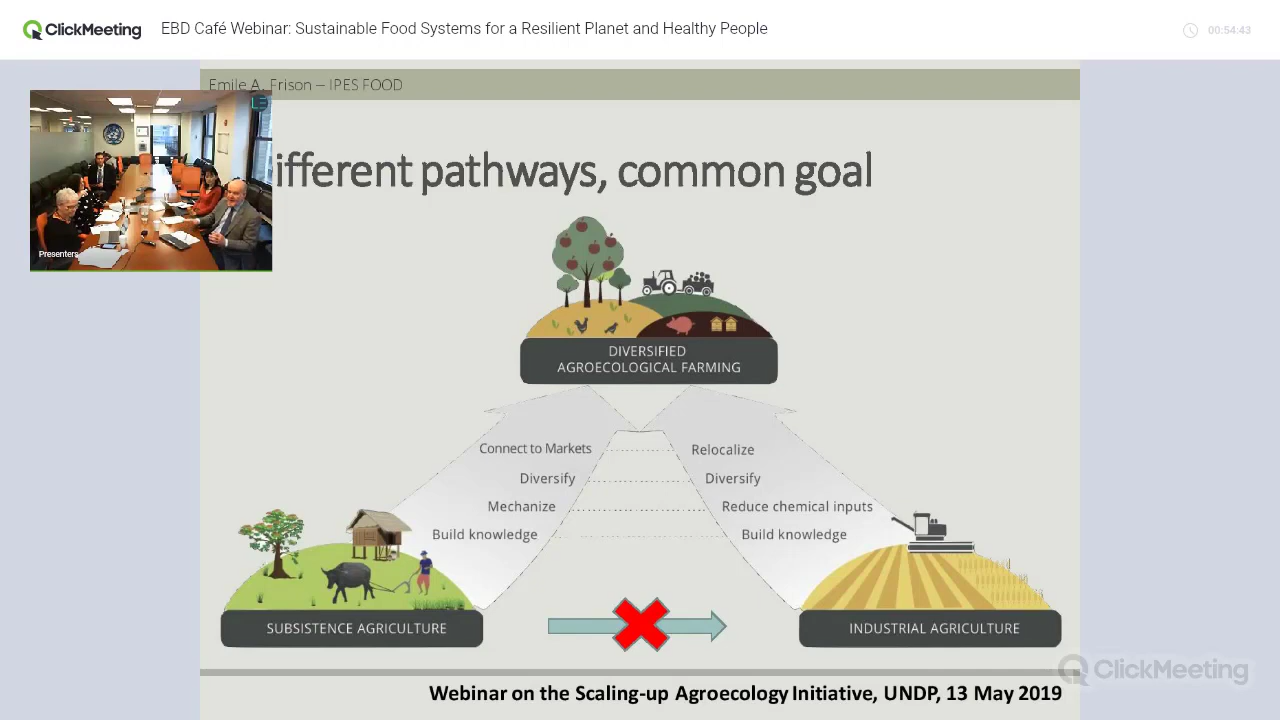 ClickMeeting
EBD Café Webinar: Sustainable Food Systems for a Resilient Planet and Healthy People
00:54:43
Emile A. Frison – IPES FOOD
Presenters
ifferent pathways, common goal
DIVERSIFIED
AGROECOLOGICAL FARMING
Connect to Markets
Relocalize
Diversify
Diversify
Mechanize
Reduce chemical inputs
Build knowledge
Build knowledge
SUBSISTENCE AGRICULTURE
INDUSTRIAL AGRICULTURE
ClickMeeting
Webinar on the Scaling-up Agroecology Initiative, UNDP, 13 May 2019